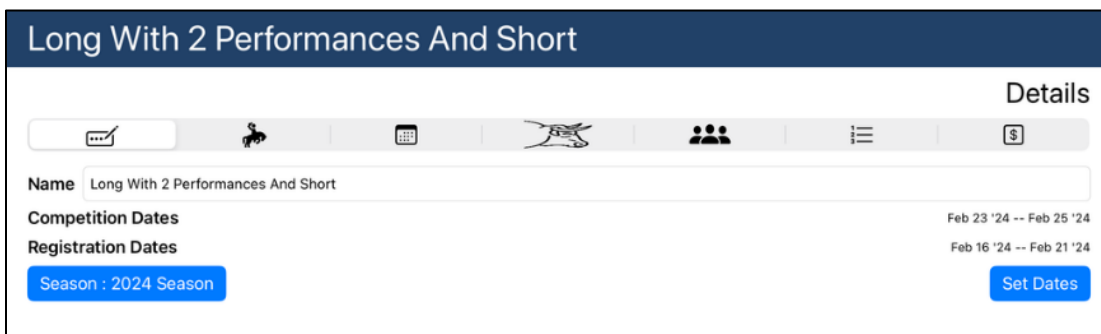 Long With 2 Performances And Short
Details
Name Long With 2 Performances And Short
Competition Dates Feb 23 '24 -- Feb 25 '24
Registration Dates Feb 16 '24 -- Feb 21 '24
Season : 2024 Season Set Dates